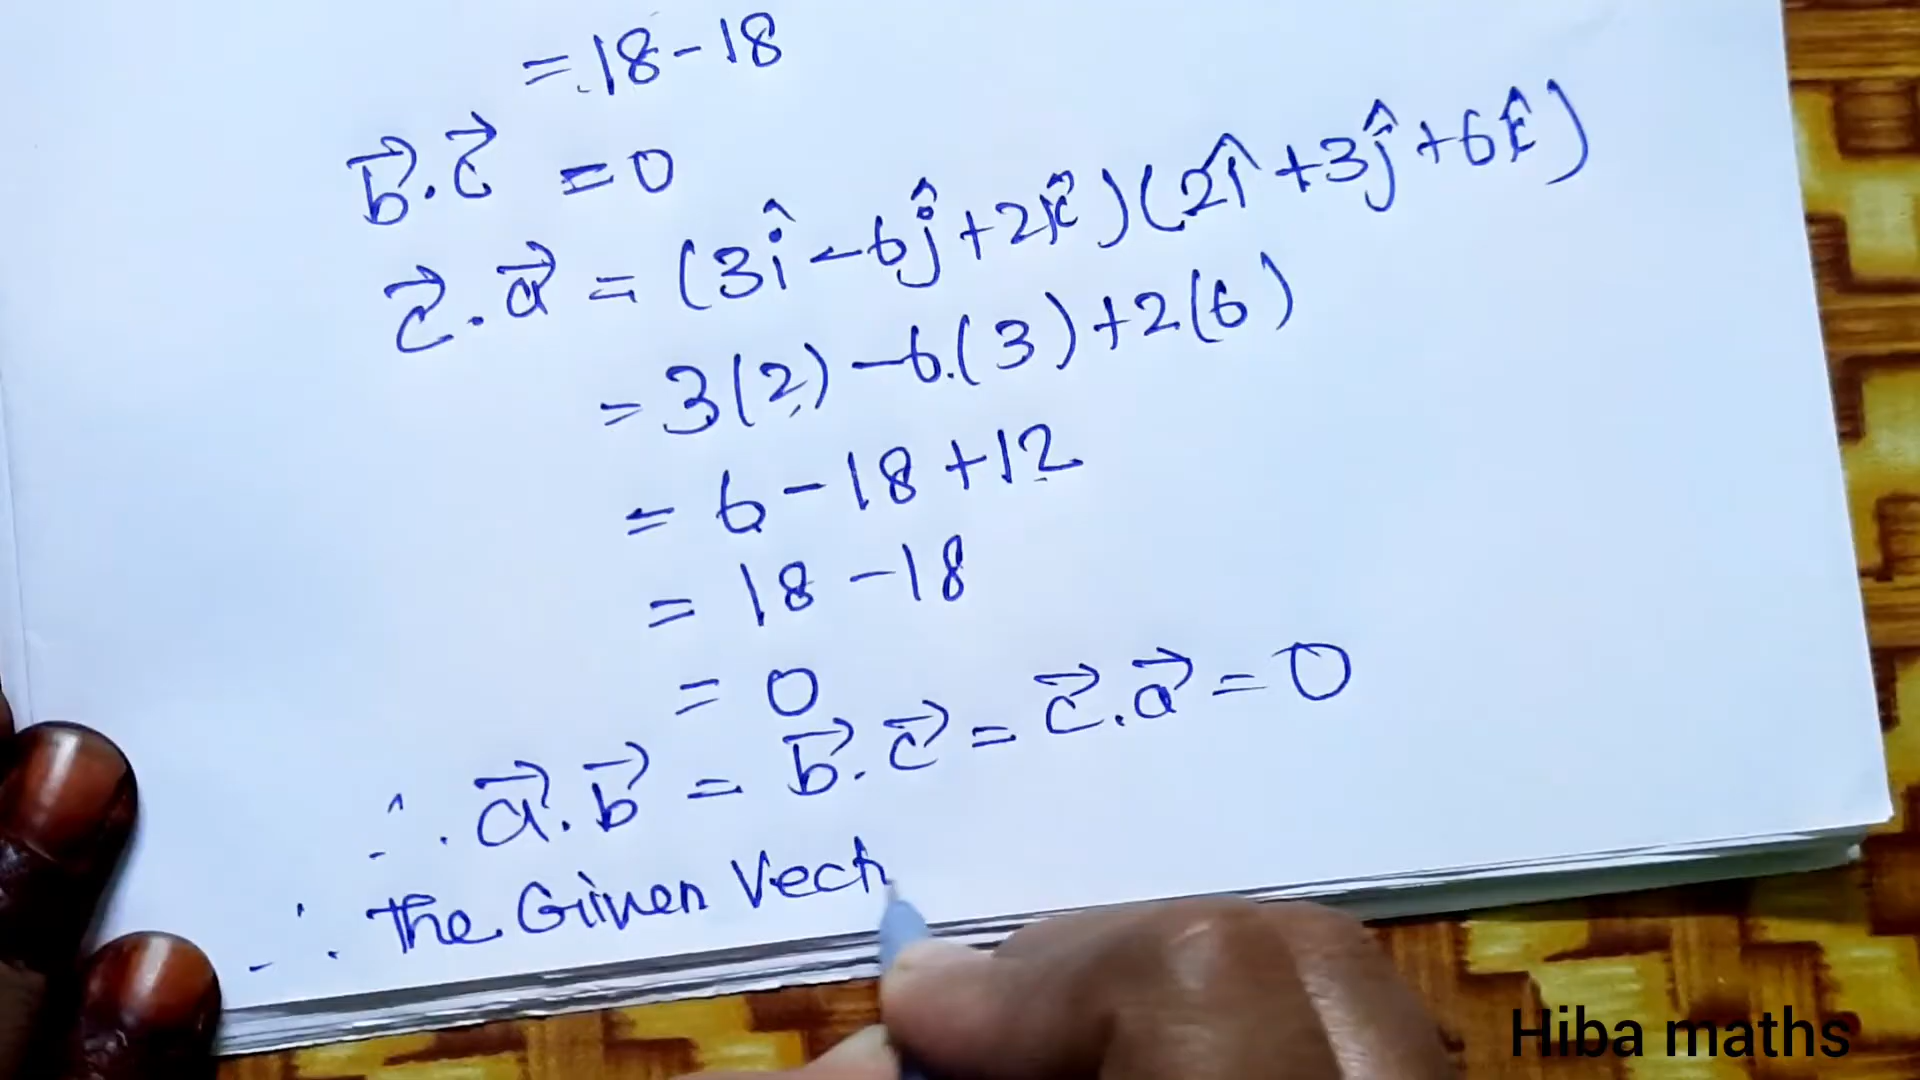 = 18 - 18
b⃗.c⃗ = 0
c⃗.a⃗ = (3î - 6ĵ + 2k̂)(2î + 3ĵ + 6k̂)
= 3(2) - 6.(3) + 2(6)
= 6 - 18 + 12
= 18 - 18
= 0
∴ a⃗.b⃗ = b⃗.c⃗ = c⃗.a⃗ = 0
∴ The Given Vect
Hiba maths